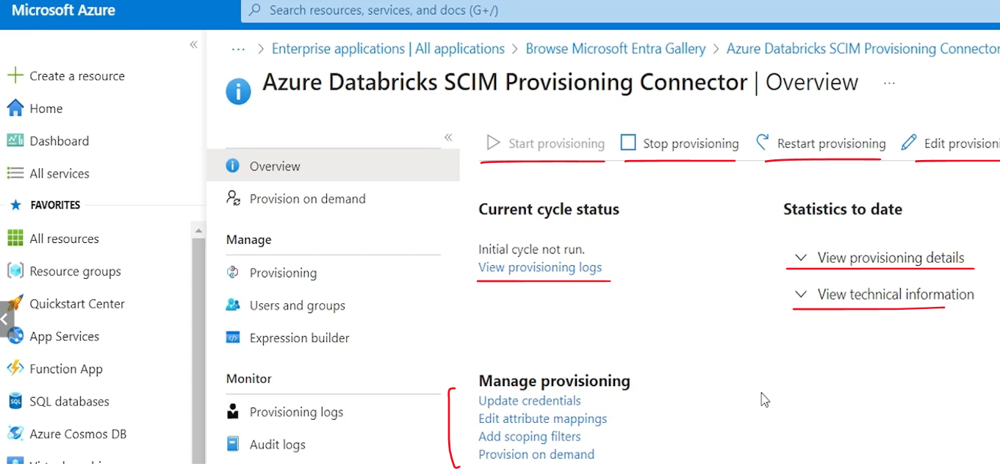 Microsoft Azure
Search resources, services, and docs (G+/)
Create a resource
Home
Dashboard
All services
FAVORITES
All resources
Resource groups
Quickstart Center
App Services
Function App
SQL databases
SQL
Azure Cosmos DB
··· > Enterprise applications | All applications > Browse Microsoft Entra Gallery > Azure Databricks SCIM Provisioning Connector
Azure Databricks SCIM Provisioning Connector | Overview ···
Overview
Provision on demand
Manage
Provisioning
Users and groups
Expression builder
Monitor
Provisioning logs
Audit logs
Start provisioning Stop provisioning Restart provisioning Edit provisioni
Current cycle status
Initial cycle not run.
View provisioning logs
Statistics to date
View provisioning details
View technical information
Manage provisioning
Update credentials
Edit attribute mappings
Add scoping filters
Provision on demand